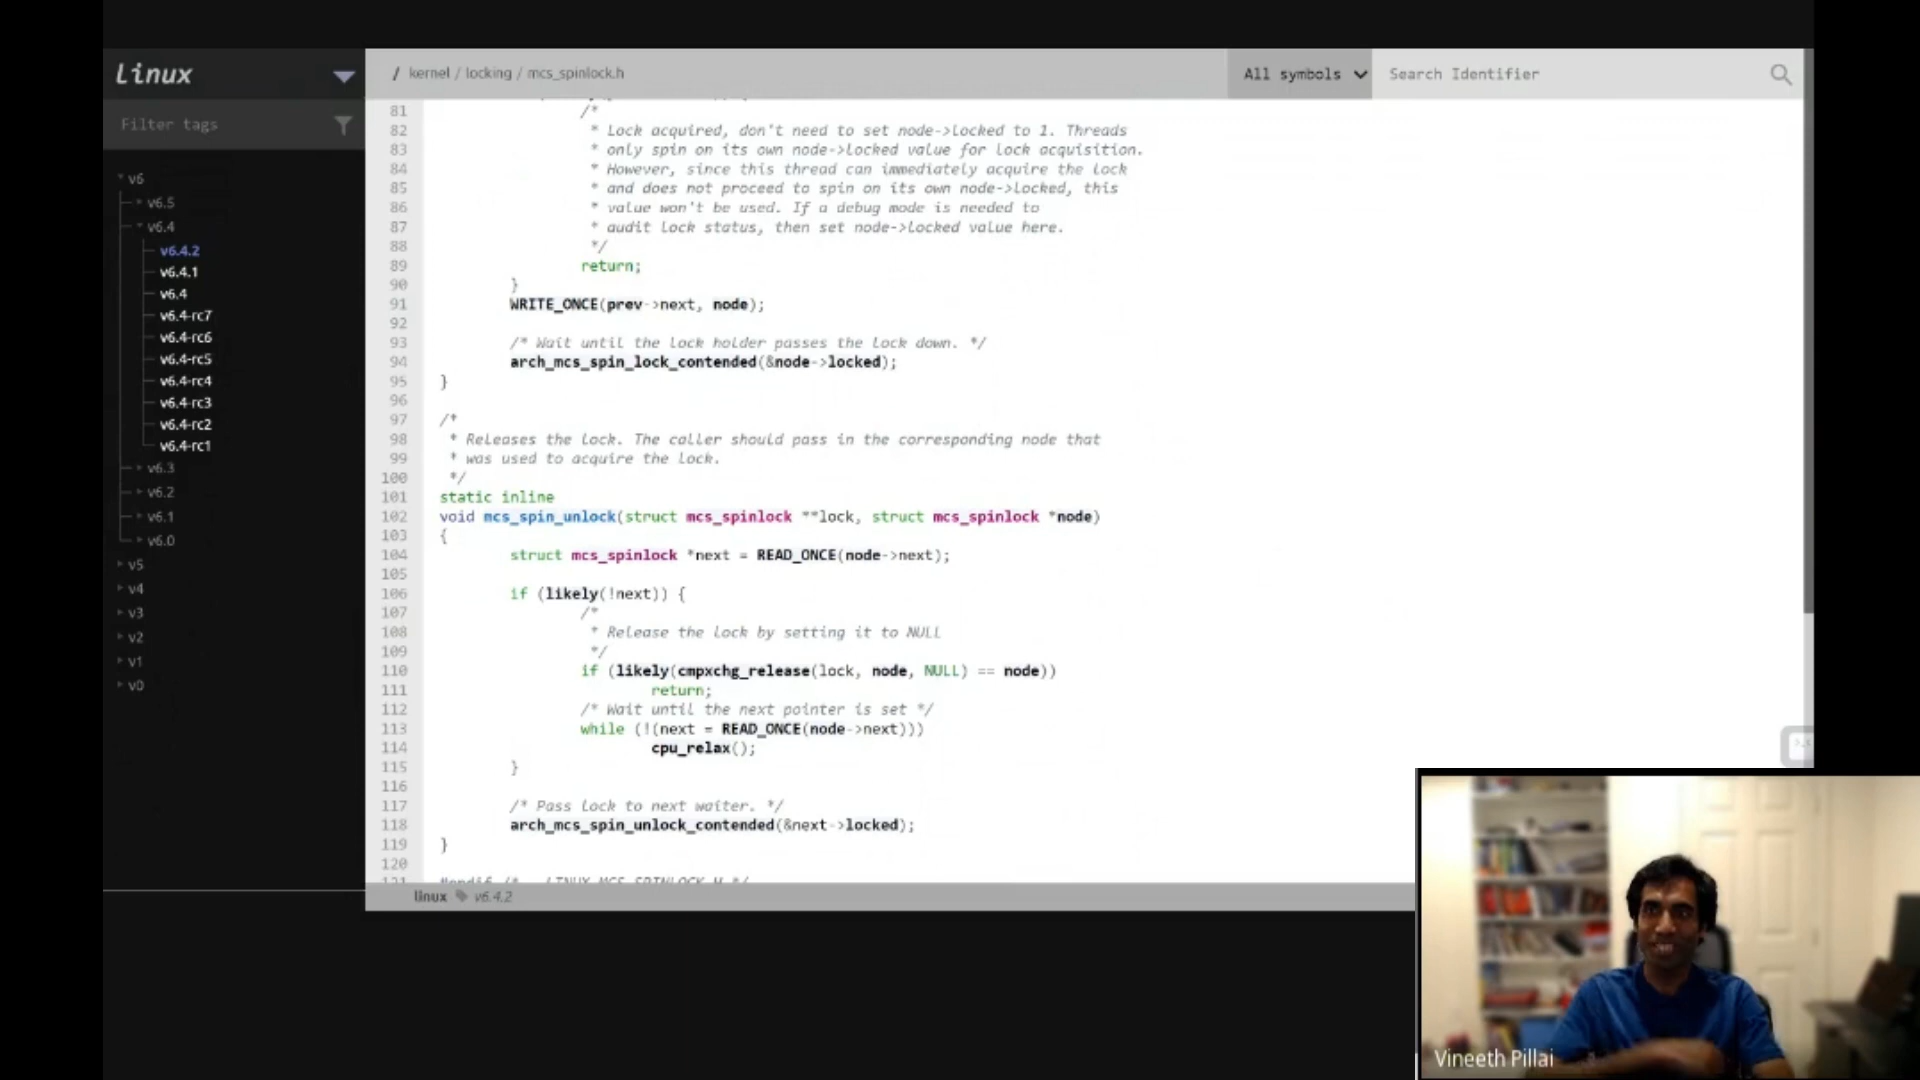 Linux
/ kernel / locking / mcs_spinlock.h
All symbols
Search Identifier
Filter tags
v6
v6.5
v6.4
v6.4.2
v6.4.1
v6.4
v6.4-rc7
v6.4-rc6
v6.4-rc5
v6.4-rc4
v6.4-rc3
v6.4-rc2
v6.4-rc1
v6.3
v6.2
v6.1
v6.0
v5
v4
v3
v2
v1
v0
81 /*
82 * Lock acquired, don't need to set node->locked to 1. Threads
83 * only spin on its own node->locked value for lock acquisition.
84 * However, since this thread can immediately acquire the lock
85 * and does not proceed to spin on its own node->locked, this
86 * value won't be used. If a debug mode is needed to
87 * audit lock status, then set node->locked value here.
88 */
89 return;
90 }
91 WRITE_ONCE(prev->next, node);
92
93 /* Wait until the lock holder passes the lock down. */
94 arch_mcs_spin_lock_contended(&node->locked);
95 }
96
97 /*
98 * Releases the lock. The caller should pass in the corresponding node that
99 * was used to acquire the lock.
100 */
101 static inline
102 void mcs_spin_unlock(struct mcs_spinlock **lock, struct mcs_spinlock *node)
103 {
104 struct mcs_spinlock *next = READ_ONCE(node->next);
105
106 if (likely(!next)) {
107 /*
108 * Release the lock by setting it to NULL
109 */
110 if (likely(cmpxchg_release(lock, node, NULL) == node))
111 return;
112 /* Wait until the next pointer is set */
113 while (!(next = READ_ONCE(node->next)))
114 cpu_relax();
115 }
116
117 /* Pass lock to next waiter. */
118 arch_mcs_spin_unlock_contended(&next->locked);
119 }
120
121 #endif /* __LINUX_MCS_SPINLOCK_H */
linux v6.4.2
Vineeth Pillai